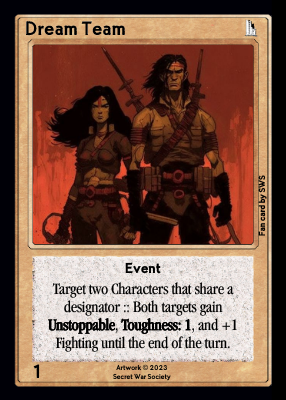 Dream Team
Fan card by SWS
Event
Target two Characters that share a
designator :: Both targets gain
Unstoppable, Toughness: 1, and +1
Fighting until the end of the turn.
1
Artwork © 2023
Secret War Society